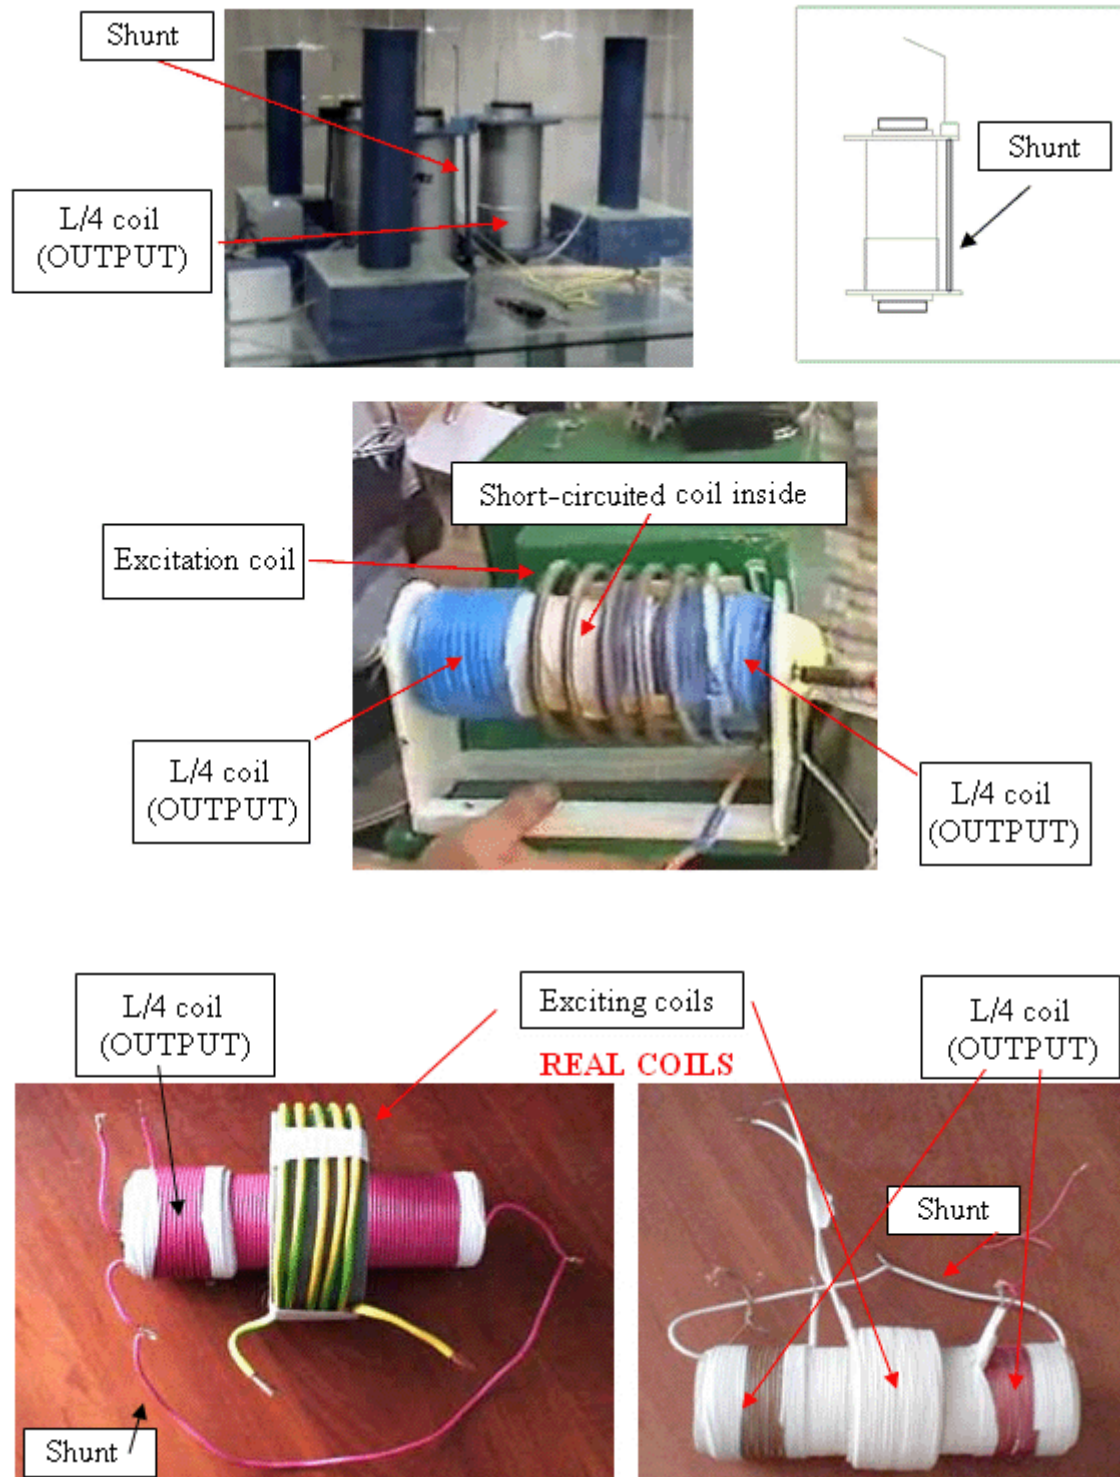 Shunt
L/4 coil
(OUTPUT)
Shunt
Short-circuited coil inside
Excitation coil
L/4 coil
(OUTPUT)
L/4 coil
(OUTPUT)
L/4 coil
(OUTPUT)
Exciting coils
L/4 coil
(OUTPUT)
REAL COILS
Shunt
Shunt